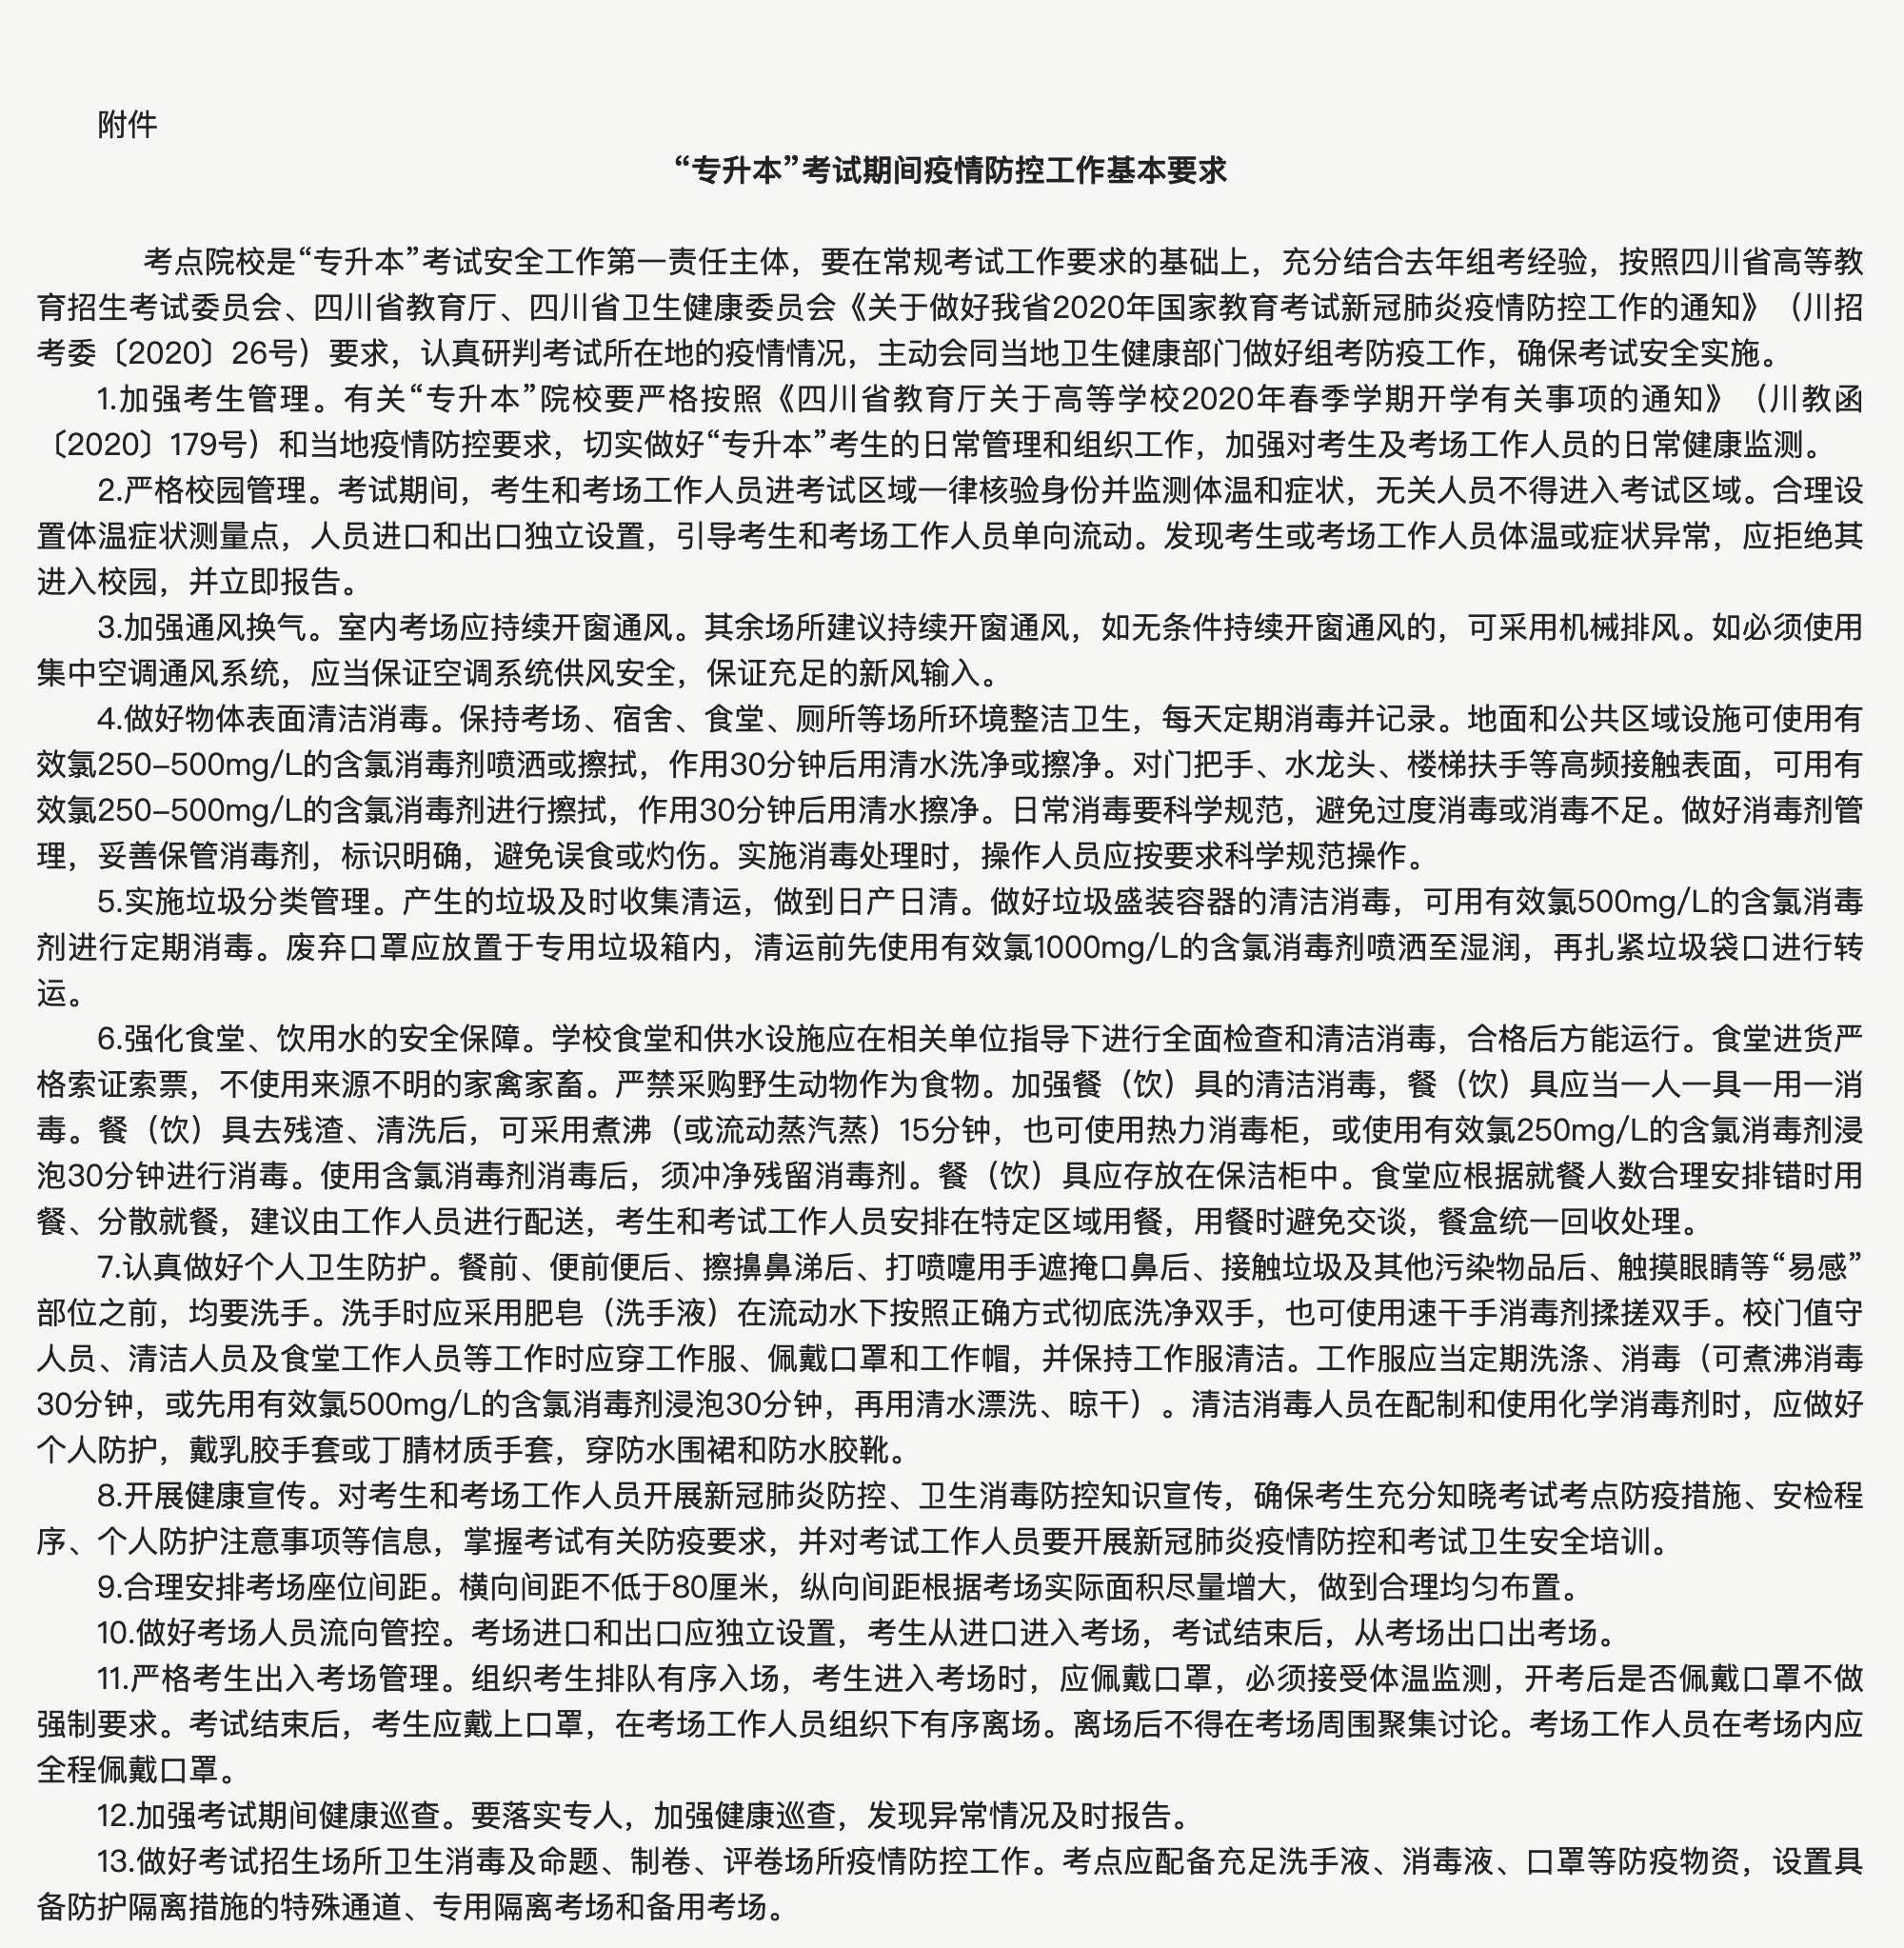 附件
“专升本”考试期间疫情防控工作基本要求
考点院校是“专升本”考试安全工作第一责任主体，要在常规考试工作要求的基础上，充分结合去年组考经验，按照四川省高等教
育招生考试委员会、四川省教育厅、四川省卫生健康委员会《关于做好我省2020年国家教育考试新冠肺炎疫情防控工作的通知》（川招
考委〔2020〕26号）要求，认真研判考试所在地的疫情情况，主动会同当地卫生健康部门做好组考防疫工作，确保考试安全实施。
1.加强考生管理。有关“专升本”院校要严格按照《四川省教育厅关于高等学校2020年春季学期开学有关事项的通知》（川教函
〔2020〕179号）和当地疫情防控要求，切实做好“专升本”考生的日常管理和组织工作，加强对考生及考场工作人员的日常健康监测。
2.严格校园管理。考试期间，考生和考场工作人员进考试区域一律核验身份并监测体温和症状，无关人员不得进入考试区域。合理设
置体温症状测量点，人员进口和出口独立设置，引导考生和考场工作人员单向流动。发现考生或考场工作人员体温或症状异常，应拒绝其
进入校园，并立即报告。
3.加强通风换气。室内考场应持续开窗通风。其余场所建议持续开窗通风，如无条件持续开窗通风的，可采用机械排风。如必须使用
集中空调通风系统，应当保证空调系统供风安全，保证充足的新风输入。
4.做好物体表面清洁消毒。保持考场、宿舍、食堂、厕所等场所环境整洁卫生，每天定期消毒并记录。地面和公共区域设施可使用有
效氯250-500mg/L的含氯消毒剂喷洒或擦拭，作用30分钟后用清水洗净或擦净。对门把手、水龙头、楼梯扶手等高频接触表面，可用有
效氯250-500mg/L的含氯消毒剂进行擦拭，作用30分钟后用清水擦净。日常消毒要科学规范，避免过度消毒或消毒不足。做好消毒剂管
理，妥善保管消毒剂，标识明确，避免误食或灼伤。实施消毒处理时，操作人员应按要求科学规范操作。
5.实施垃圾分类管理。产生的垃圾及时收集清运，做到日产日清。做好垃圾盛装容器的清洁消毒，可用有效氯500mg/L的含氯消毒
剂进行定期消毒。废弃口罩应放置于专用垃圾箱内，清运前先使用有效氯1000mg/L的含氯消毒剂喷洒至湿润，再扎紧垃圾袋口进行转
运。
6.强化食堂、饮用水的安全保障。学校食堂和供水设施应在相关单位指导下进行全面检查和清洁消毒，合格后方能运行。食堂进货严
格索证索票，不使用来源不明的家禽家畜。严禁采购野生动物作为食物。加强餐（饮）具的清洁消毒，餐（饮）具应当一人一具一用一消
毒。餐（饮）具去残渣、清洗后，可采用煮沸（或流动蒸汽蒸）15分钟，也可使用热力消毒柜，或使用有效氯250mg/L的含氯消毒剂浸
泡30分钟进行消毒。使用含氯消毒剂消毒后，须冲净残留消毒剂。餐（饮）具应存放在保洁柜中。食堂应根据就餐人数合理安排错时用
餐、分散就餐，建议由工作人员进行配送，考生和考试工作人员安排在特定区域用餐，用餐时避免交谈，餐盒统一回收处理。
7.认真做好个人卫生防护。餐前、便前便后、擦擤鼻涕后、打喷嚏用手遮掩口鼻后、接触垃圾及其他污染物品后、触摸眼睛等“易感”
部位之前，均要洗手。洗手时应采用肥皂（洗手液）在流动水下按照正确方式彻底洗净双手，也可使用速干手消毒剂揉搓双手。校门值守
人员、清洁人员及食堂工作人员等工作时应穿工作服、佩戴口罩和工作帽，并保持工作服清洁。工作服应当定期洗涤、消毒（可煮沸消毒
30分钟，或先用有效氯500mg/L的含氯消毒剂浸泡30分钟，再用清水漂洗、晾干）。清洁消毒人员在配制和使用化学消毒剂时，应做好
个人防护，戴乳胶手套或丁腈材质手套，穿防水围裙和防水胶靴。
8.开展健康宣传。对考生和考场工作人员开展新冠肺炎防控、卫生消毒防控知识宣传，确保考生充分知晓考试考点防疫措施、安检程
序、个人防护注意事项等信息，掌握考试有关防疫要求，并对考试工作人员要开展新冠肺炎疫情防控和考试卫生安全培训。
9.合理安排考场座位间距。横向间距不低于80厘米，纵向间距根据考场实际面积尽量增大，做到合理均匀布置。
10.做好考场人员流向管控。考场进口和出口应独立设置，考生从进口进入考场，考试结束后，从考场出口出考场。
11.严格考生出入考场管理。组织考生排队有序入场，考生进入考场时，应佩戴口罩，必须接受体温监测，开考后是否佩戴口罩不做
强制要求。考试结束后，考生应戴上口罩，在考场工作人员组织下有序离场。离场后不得在考场周围聚集讨论。考场工作人员在考场内应
全程佩戴口罩。
12.加强考试期间健康巡查。要落实专人，加强健康巡查，发现异常情况及时报告。
13.做好考试招生场所卫生消毒及命题、制卷、评卷场所疫情防控工作。考点应配备充足洗手液、消毒液、口罩等防疫物资，设置具
备防护隔离措施的特殊通道、专用隔离考场和备用考场。